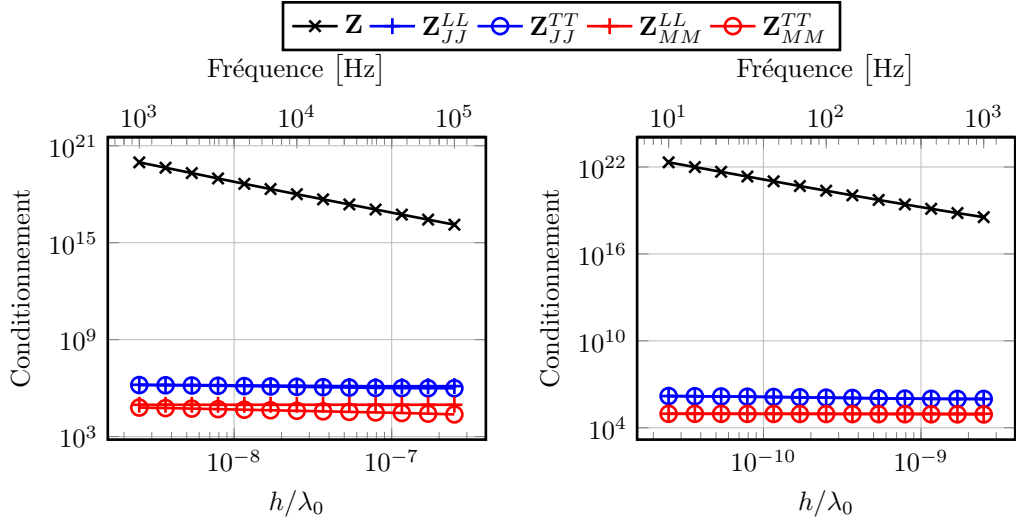 Z Z_{JJ}^{LL} Z_{JJ}^{TT} Z_{MM}^{LL} Z_{MM}^{TT}
Fréquence [Hz]
10^3 10^4 10^5
10^21
10^15
10^9
10^3
Conditionnement
10^{-8} 10^{-7}
h/λ_0
Fréquence [Hz]
10^1 10^2 10^3
10^22
10^16
10^10
10^4
Conditionnement
10^{-10} 10^{-9}
h/λ_0